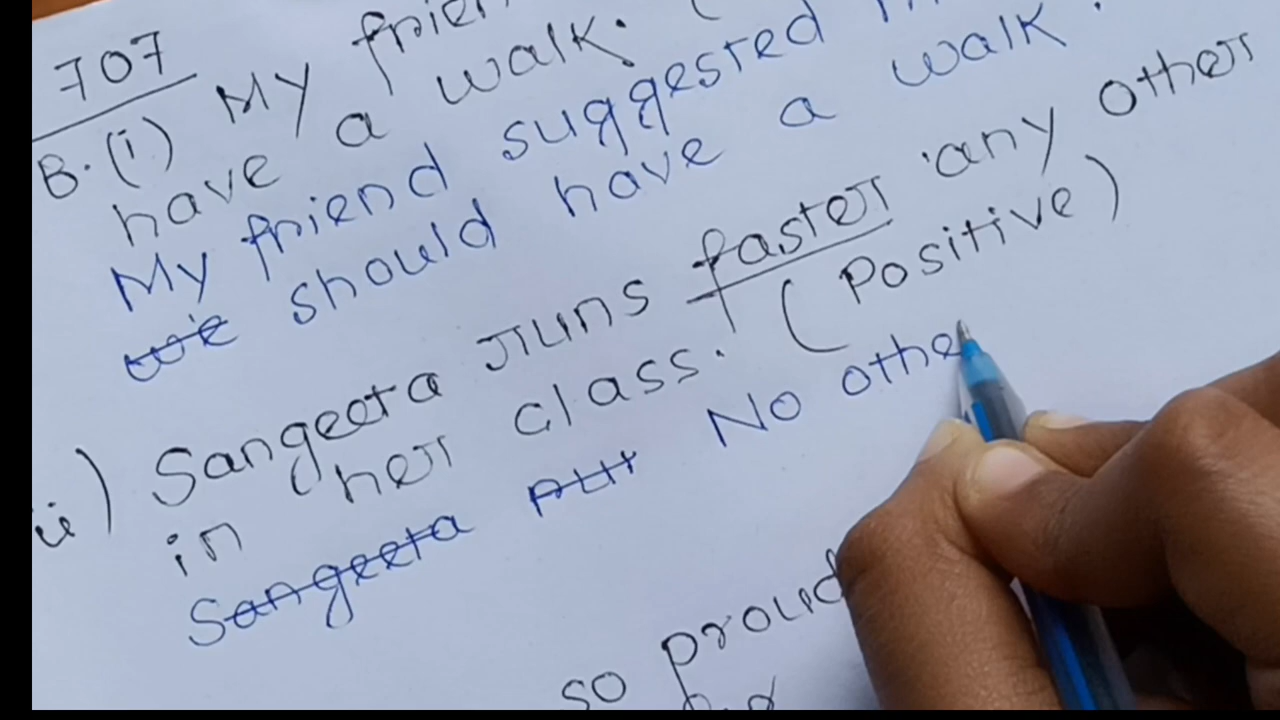 707
B. (i) My frien
have a walk. (
My friend suggested
we should have a walk.
ii) Sangeeta runs faster any other
in her class. (Positive)
Sangeeta No othe
so proud